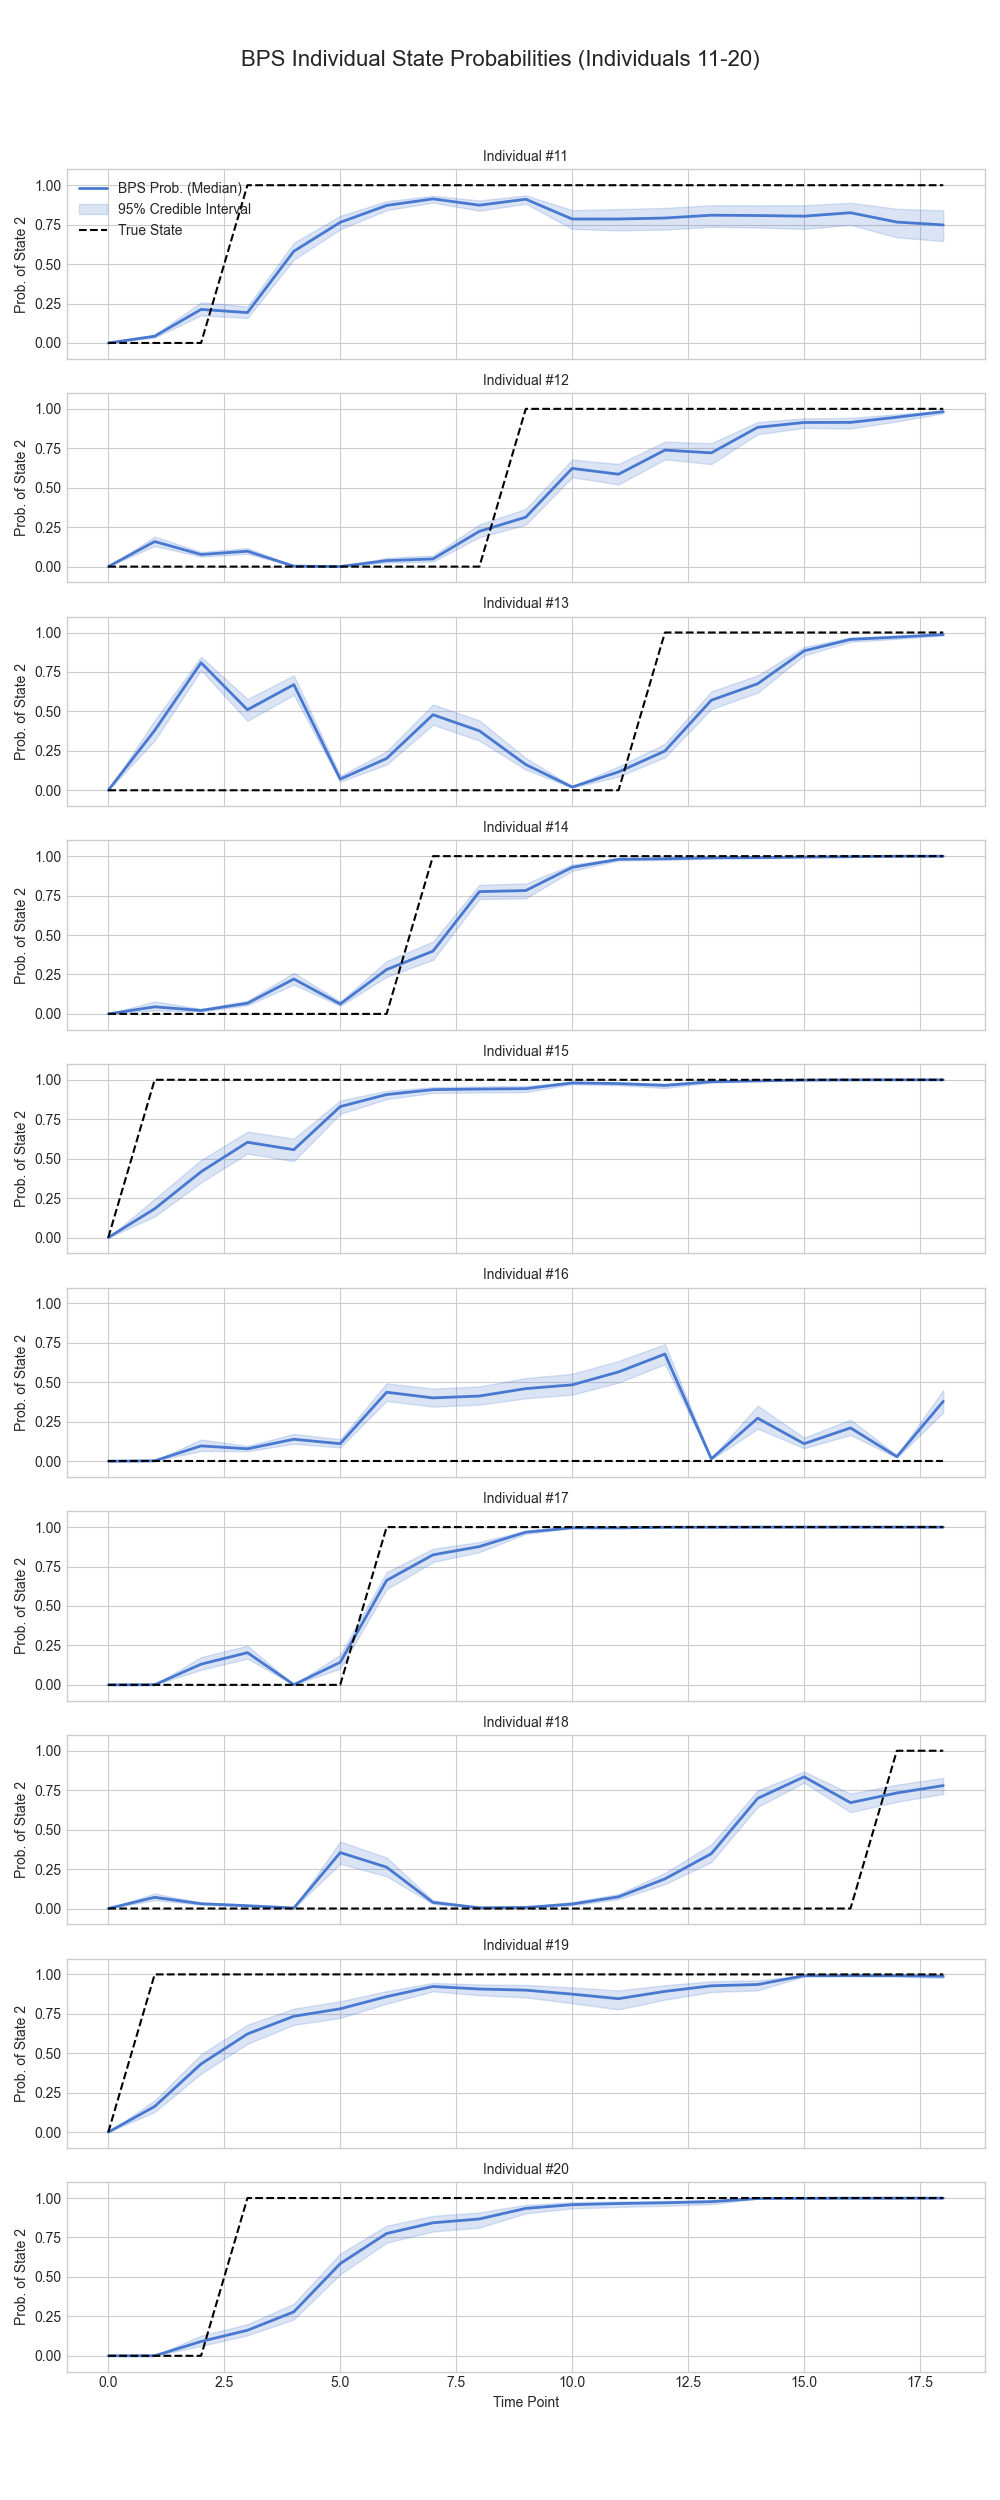 BPS Individual State Probabilities (Individuals 11-20)
Individual #11
BPS Prob. (Median)
95% Credible Interval
True State
1.00
0.75
0.50
0.25
0.00
Prob. of State 2
Individual #12
1.00
0.75
0.50
0.25
0.00
Prob. of State 2
Individual #13
1.00
0.75
0.50
0.25
0.00
Prob. of State 2
Individual #14
1.00
0.75
0.50
0.25
0.00
Prob. of State 2
Individual #15
1.00
0.75
0.50
0.25
0.00
Prob. of State 2
Individual #16
1.00
0.75
0.50
0.25
0.00
Prob. of State 2
Individual #17
1.00
0.75
0.50
0.25
0.00
Prob. of State 2
Individual #18
1.00
0.75
0.50
0.25
0.00
Prob. of State 2
Individual #19
1.00
0.75
0.50
0.25
0.00
Prob. of State 2
Individual #20
1.00
0.75
0.50
0.25
0.00
Prob. of State 2
0.0 2.5 5.0 7.5 10.0 12.5 15.0 17.5
Time Point